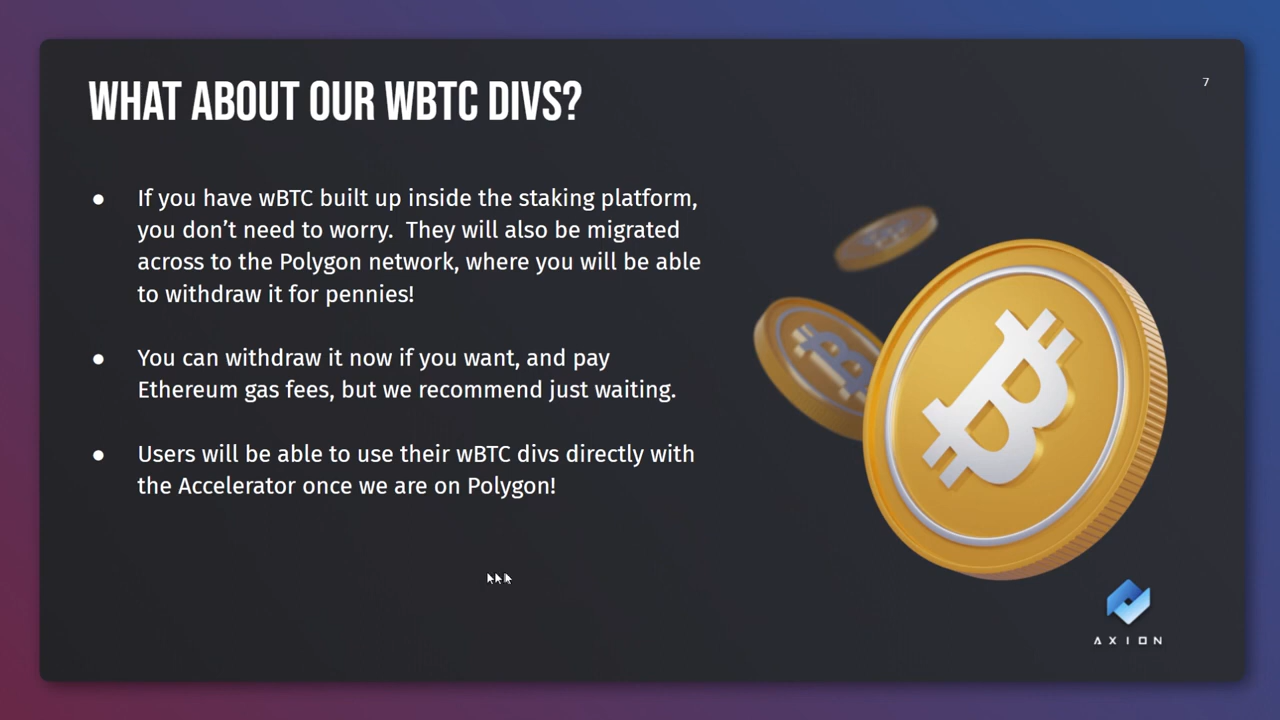 WHAT ABOUT OUR WBTC DIVS?
7
● If you have wBTC built up inside the staking platform,
you don’t need to worry.  They will also be migrated
across to the Polygon network, where you will be able
to withdraw it for pennies!
● You can withdraw it now if you want, and pay
Ethereum gas fees, but we recommend just waiting.
● Users will be able to use their wBTC divs directly with
the Accelerator once we are on Polygon!
AXION